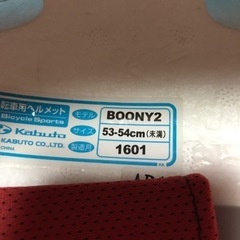 転車用ヘルメット
Bicycle Sports
モデル BOONY2
Kabuto
サイズ 53-54cm(未満)
KABUTO CO.,LTD.
CHINA
製造月 1601